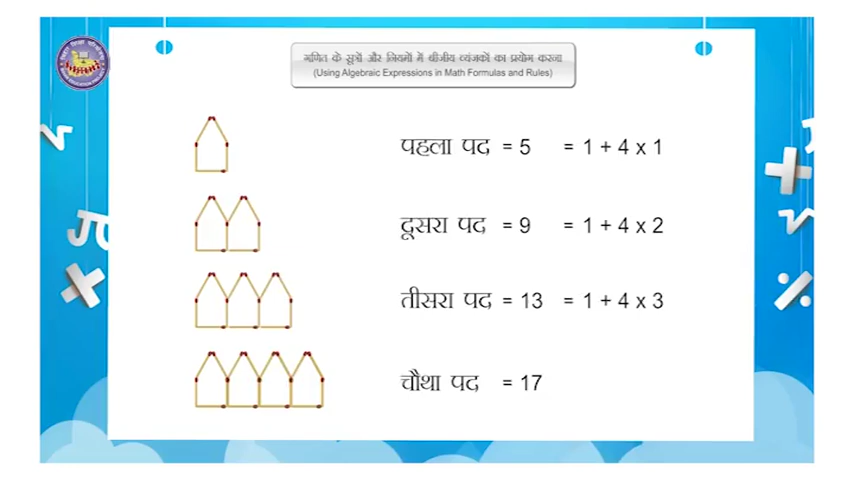 गणित के सूत्रों और नियमों में बीजीय व्यंजकों का प्रयोग करना
(Using Algebraic Expressions in Math Formulas and Rules)
पहला पद = 5 = 1 + 4 x 1
दूसरा पद = 9 = 1 + 4 x 2
तीसरा पद = 13 = 1 + 4 x 3
चौथा पद = 17